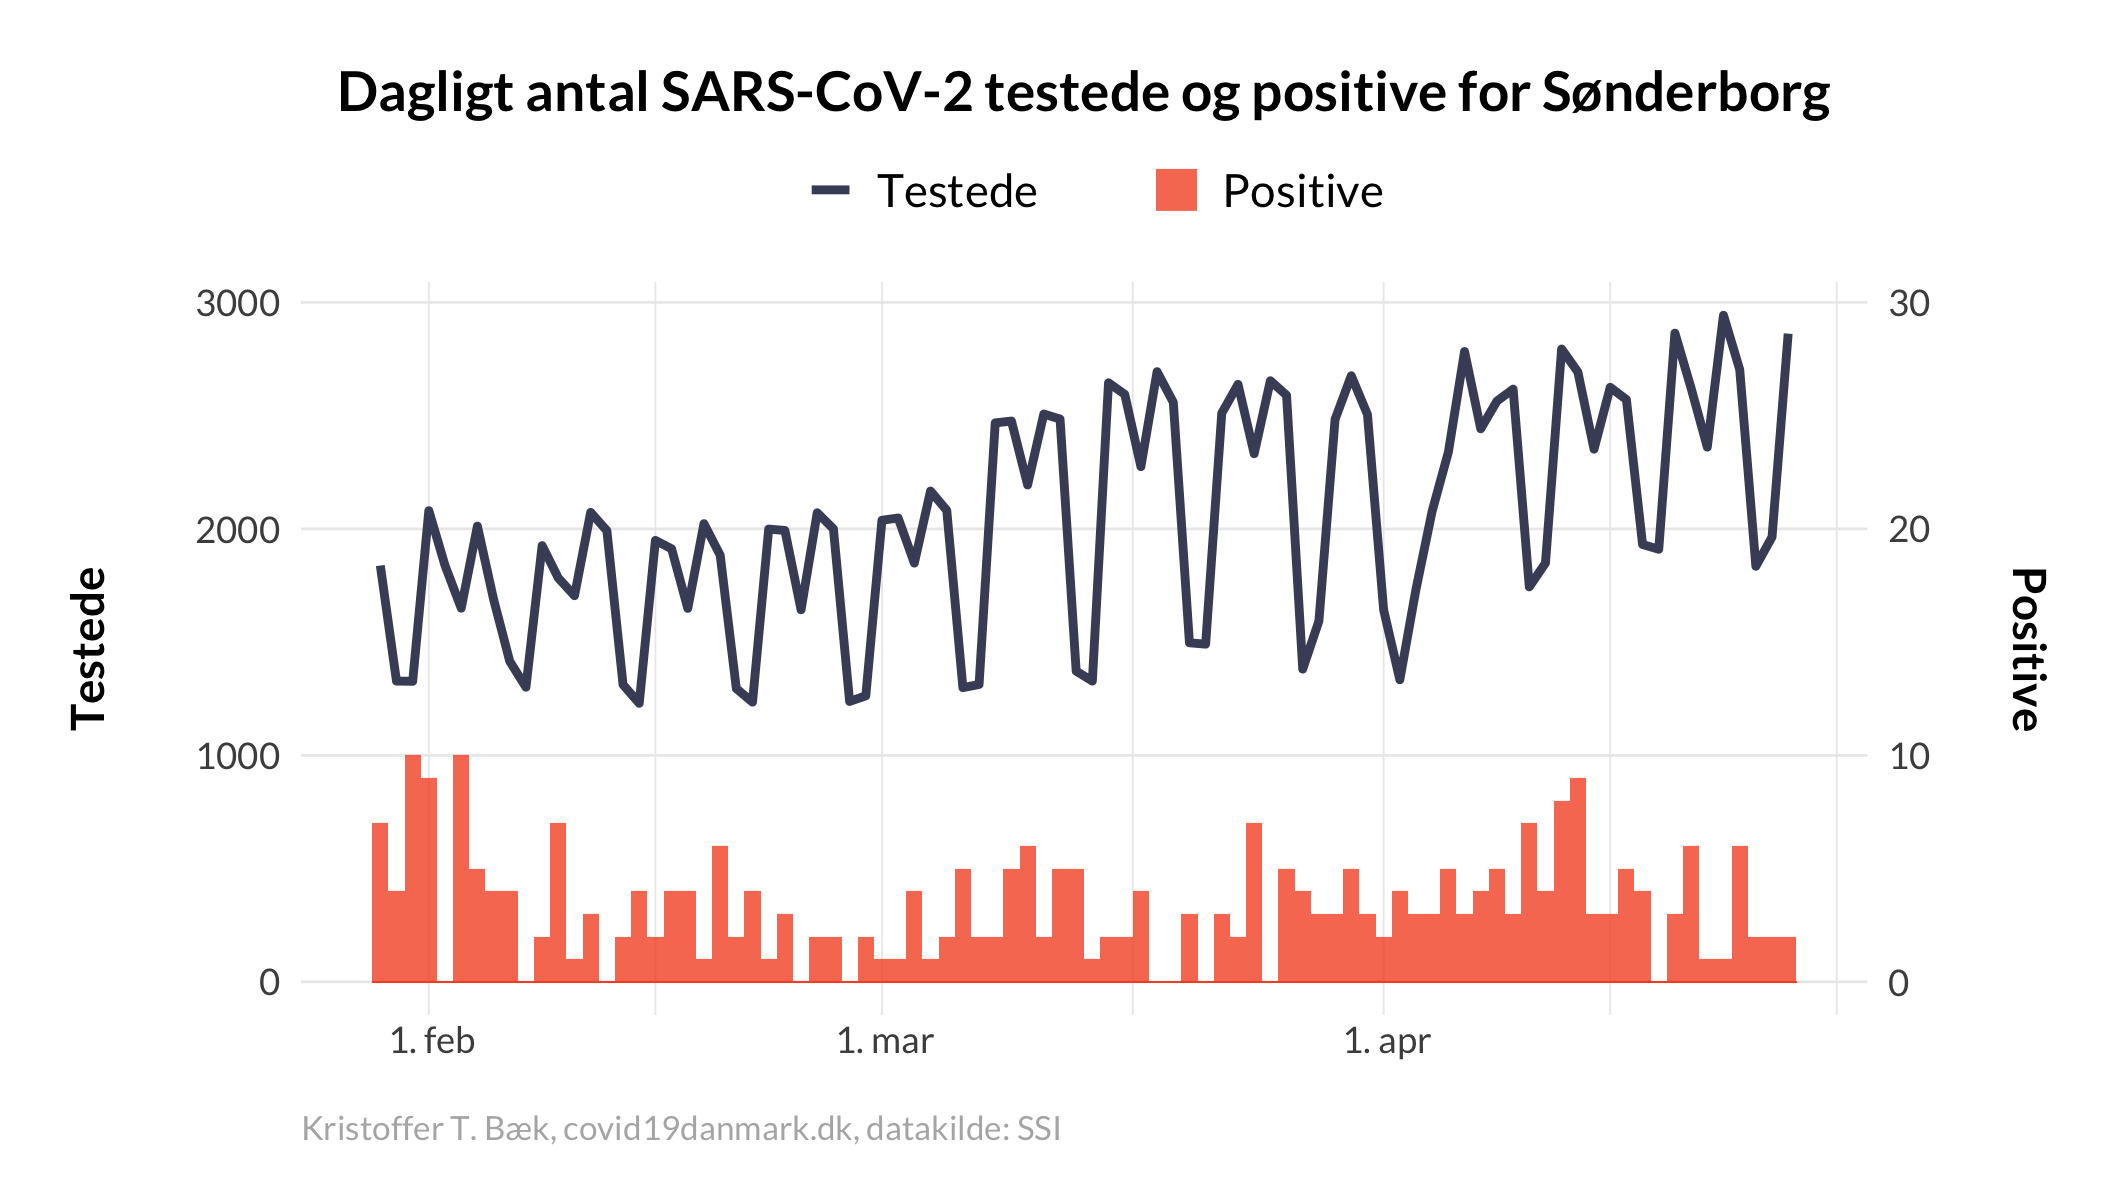 Dagligt antal SARS-CoV-2 testede og positive for Sønderborg
Testede
Positive
3000
2000
1000
0
Testede
30
20
10
0
Positive
1. feb
1. mar
1. apr
Kristoffer T. Bæk, covid19danmark.dk, datakilde: SSI